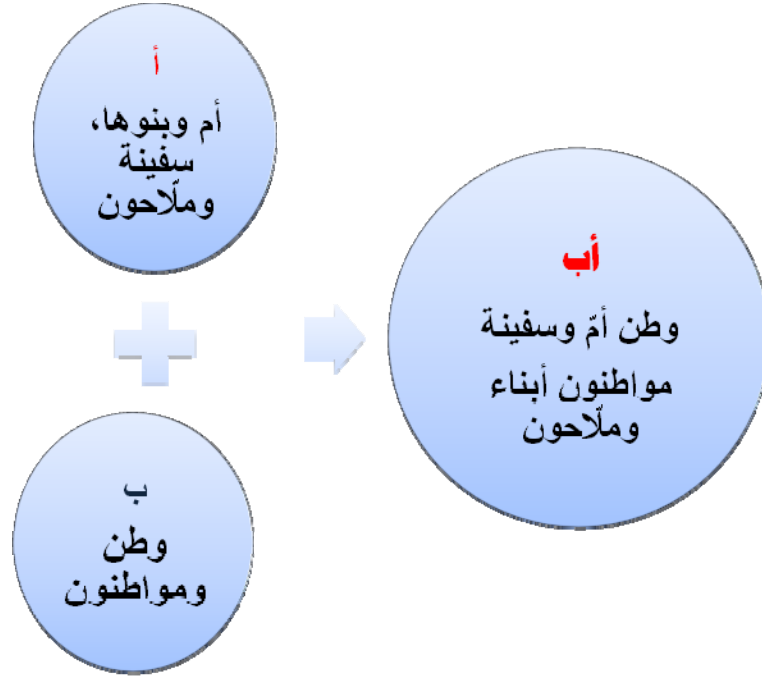 أ
أم وبنوها،
سفينة
وملّاحون
ب
وطن
ومواطنون
أب
وطن أمّ وسفينة
مواطنون أبناء
وملّاحون